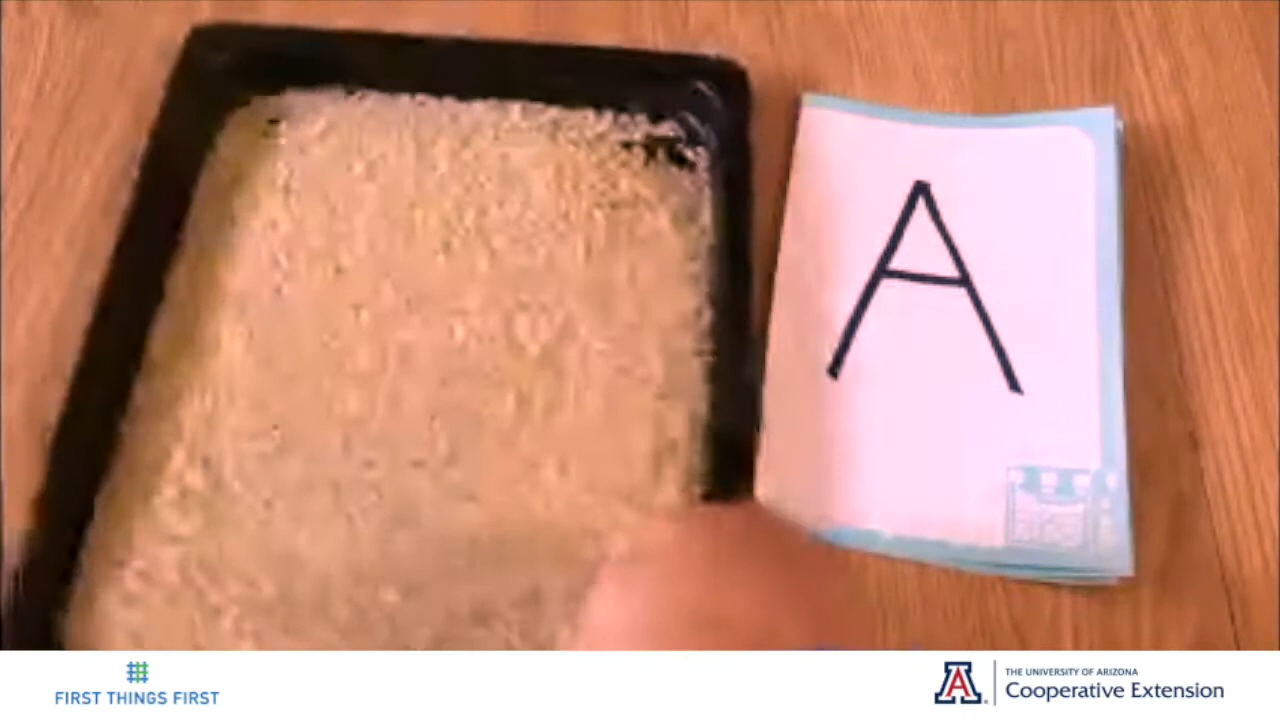 A
FIRST THINGS FIRST
A
THE UNIVERSITY OF ARIZONA
Cooperative Extension